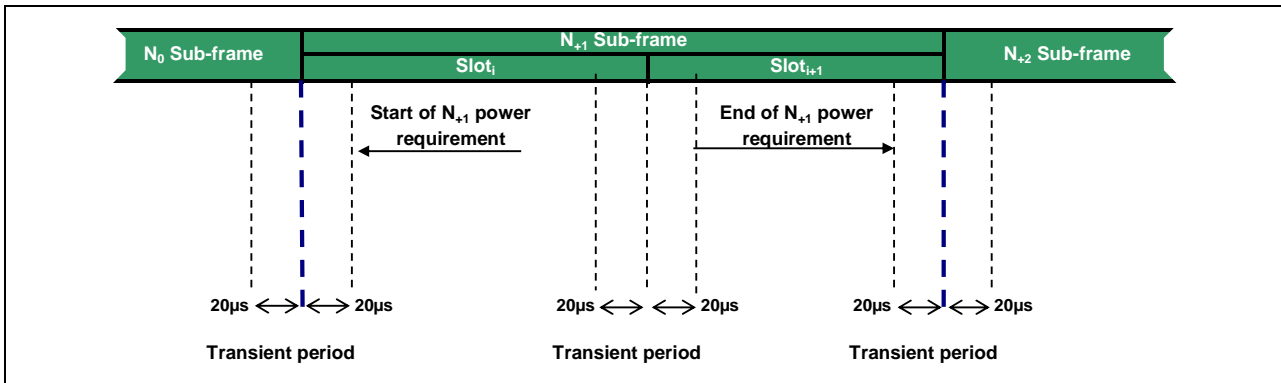 N₀ Sub-frame
N₊₁ Sub-frame
N₊₂ Sub-frame
Slotᵢ
Slotᵢ₊₁
Start of N₊₁ power
requirement
End of N₊₁ power
requirement
20µs
20µs
20µs
20µs
20µs
20µs
Transient period
Transient period
Transient period